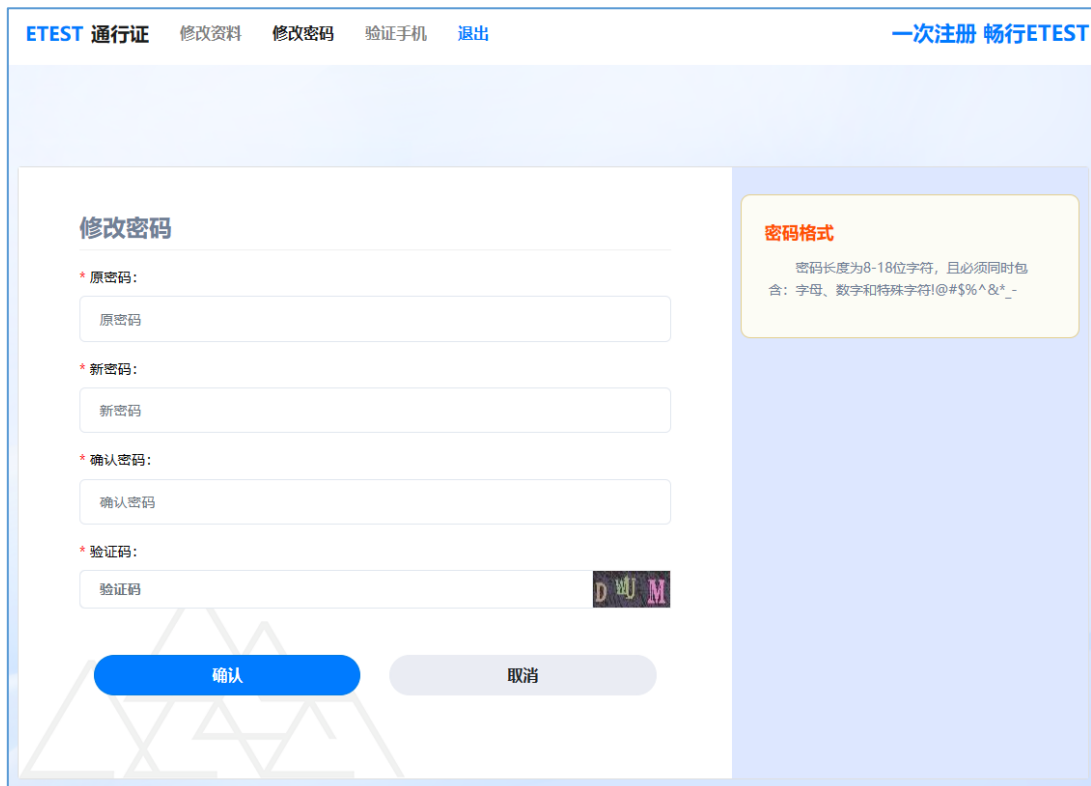 ETEST 通行证 修改资料 修改密码 验证手机 退出 一次注册 畅行ETEST
修改密码
* 原密码：
原密码
* 新密码：
新密码
* 确认密码：
确认密码
* 验证码：
验证码 D W U M
确认 取消
密码格式
密码长度为8-18位字符，且必须同时包
含：字母、数字和特殊字符!@#$%^&*_-